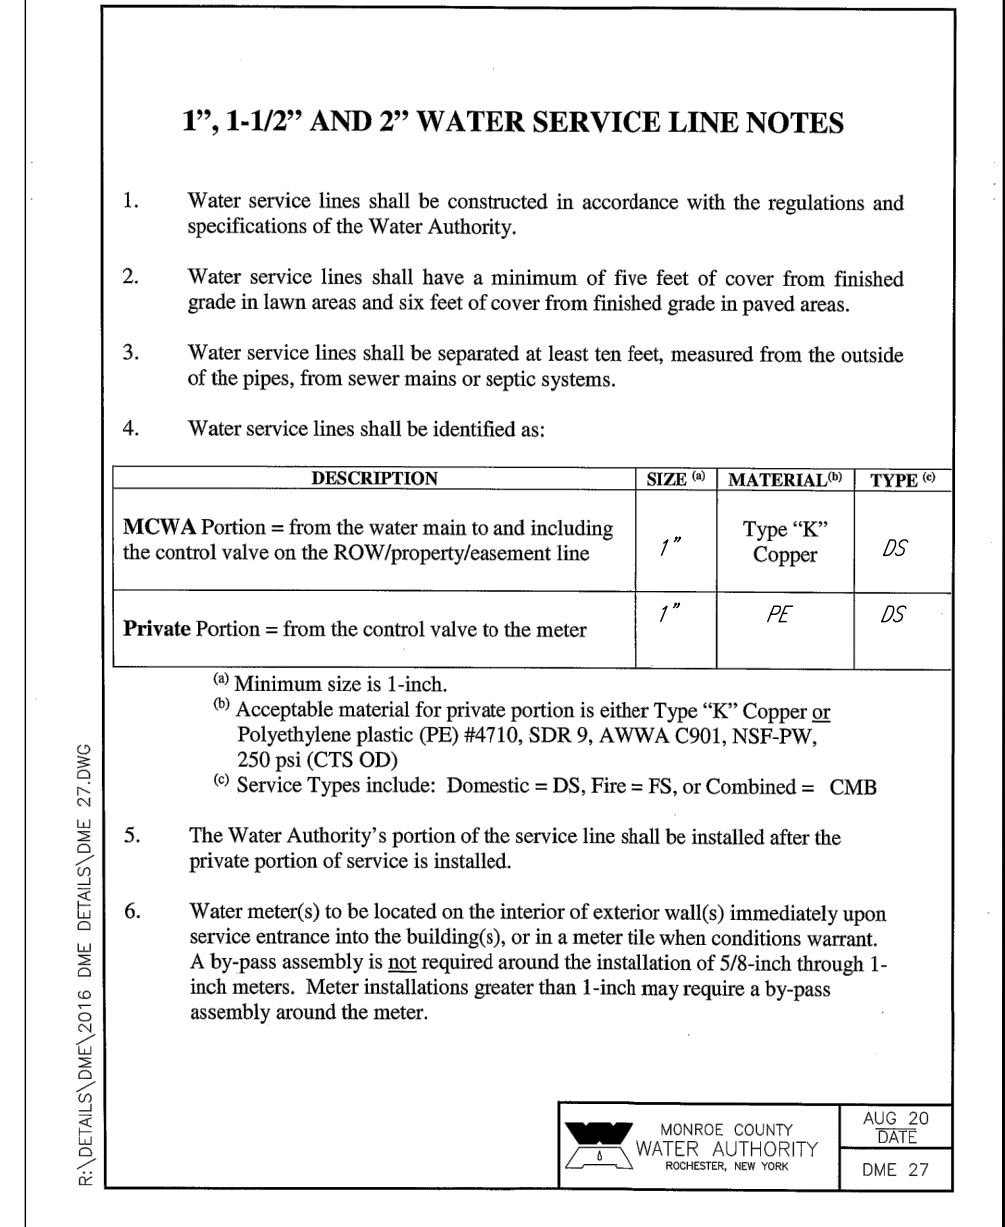 1”, 1-1/2” AND 2” WATER SERVICE LINE NOTES
1. Water service lines shall be constructed in accordance with the regulations and
specifications of the Water Authority.
2. Water service lines shall have a minimum of five feet of cover from finished
grade in lawn areas and six feet of cover from finished grade in paved areas.
3. Water service lines shall be separated at least ten feet, measured from the outside
of the pipes, from sewer mains or septic systems.
4. Water service lines shall be identified as:
DESCRIPTION SIZE (a) MATERIAL(b) TYPE (c)
MCWA Portion = from the water main to and including
the control valve on the ROW/property/easement line
1”
Type “K”
Copper
DS
Private Portion = from the control valve to the meter
1” PE DS
(a) Minimum size is 1-inch.
(b) Acceptable material for private portion is either Type “K” Copper or
Polyethylene plastic (PE) #4710, SDR 9, AWWA C901, NSF-PW,
250 psi (CTS OD)
(c) Service Types include: Domestic = DS, Fire = FS, or Combined = CMB
5. The Water Authority’s portion of the service line shall be installed after the
private portion of service is installed.
6. Water meter(s) to be located on the interior of exterior wall(s) immediately upon
service entrance into the building(s), or in a meter tile when conditions warrant.
A by-pass assembly is not required around the installation of 5/8-inch through 1-
inch meters. Meter installations greater than 1-inch may require a by-pass
assembly around the meter.
R:\DETAILS\DME\2016 DME DETAILS\DME 27.DWG
MONROE COUNTY
WATER AUTHORITY
ROCHESTER, NEW YORK
AUG 20
DATE
DME 27